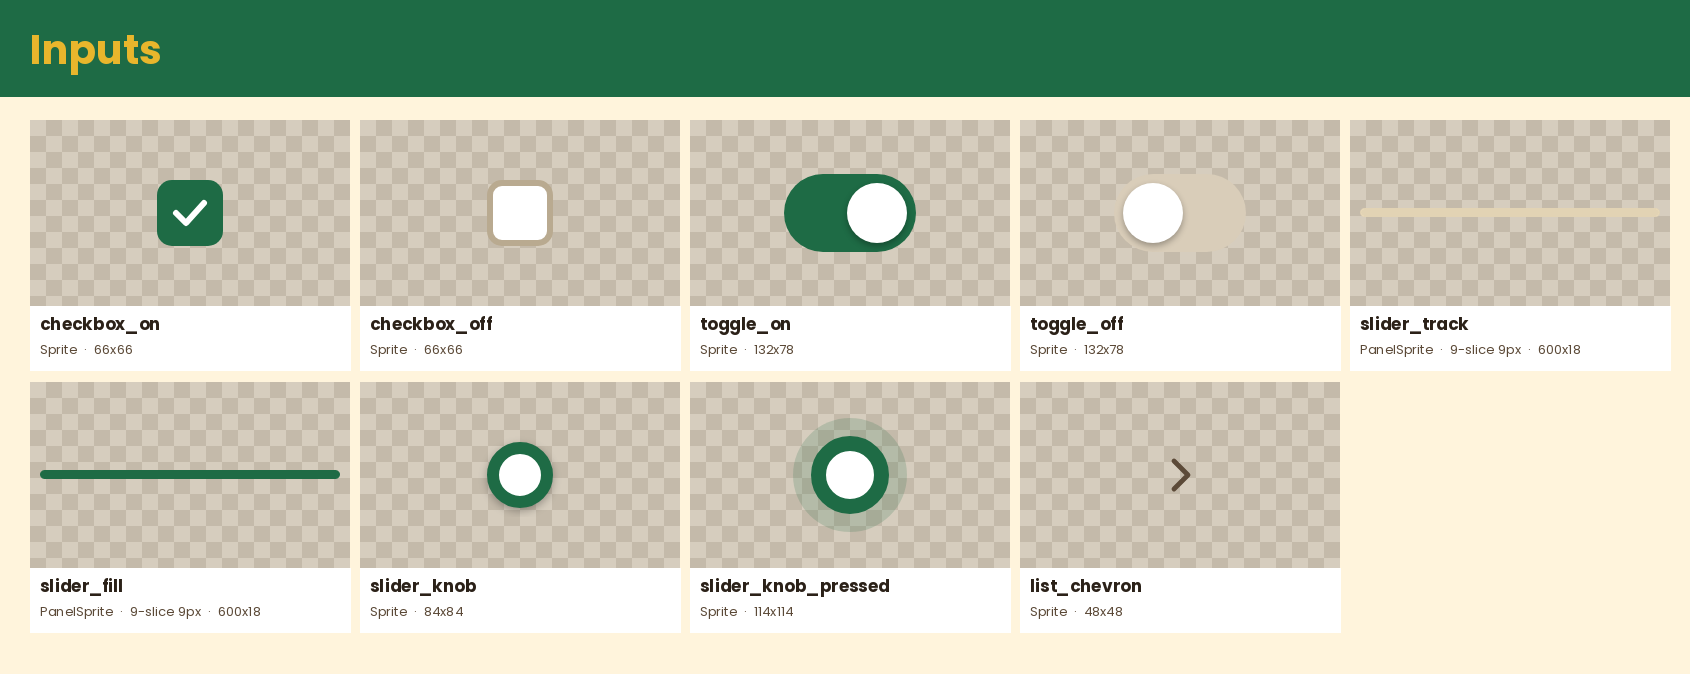 Inputs
checkbox_on
Sprite · 66x66
checkbox_off
Sprite · 66x66
toggle_on
Sprite · 132x78
toggle_off
Sprite · 132x78
slider_track
PanelSprite · 9-slice 9px · 600x18
slider_fill
PanelSprite · 9-slice 9px · 600x18
slider_knob
Sprite · 84x84
slider_knob_pressed
Sprite · 114x114
list_chevron
Sprite · 48x48